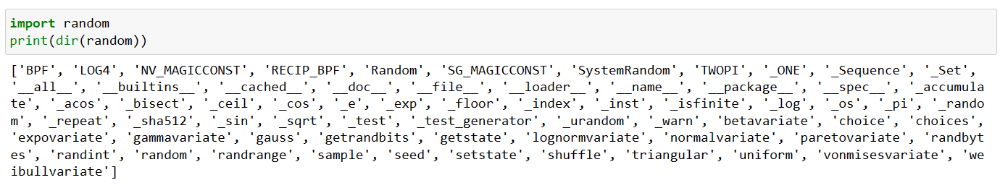 import random
print(dir(random))
['BPF', 'LOG4', 'NV_MAGICCONST', 'RECIP_BPF', 'Random', 'SG_MAGICCONST', 'SystemRandom', 'TWOPI', '_ONE', '_Sequence', '_Set',
'__all__', '__builtins__', '__cached__', '__doc__', '__file__', '__loader__', '__name__', '__package__', '__spec__', '_accumula
te', '_acos', '_bisect', '_ceil', '_cos', '_e', '_exp', '_floor', '_index', '_inst', '_isfinite', '_log', '_os', '_pi', '_rando
m', '_repeat', '_sha512', '_sin', '_sqrt', '_test', '_test_generator', '_urandom', '_warn', 'betavariate', 'choice', 'choices',
'expovariate', 'gammavariate', 'gauss', 'getrandbits', 'getstate', 'lognormvariate', 'normalvariate', 'paretovariate', 'randbyt
es', 'randint', 'random', 'randrange', 'sample', 'seed', 'setstate', 'shuffle', 'triangular', 'uniform', 'vonmisesvariate', 'we
ibullvariate']